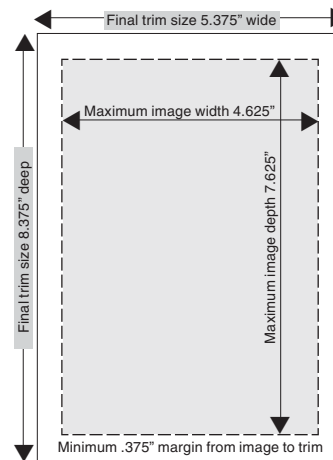 Final trim size 5.375” wide
Maximum image width 4.625”
Maximum image depth 7.625”
Final trim size 8.375” deep
Minimum .375” margin from image to trim